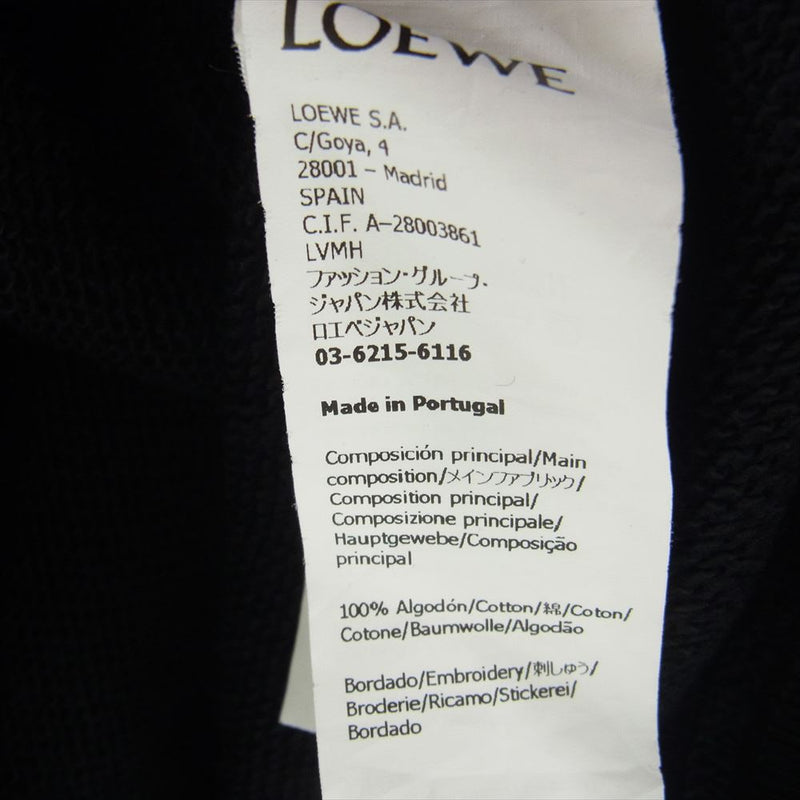 LOEWE
LOEWE S.A.
C/Goya, 4
28001 – Madrid
SPAIN
C.I.F. A-28003861
LVMH
ファッション・グループ・
ジャパン株式会社
ロエベジャパン
03-6215-6116
Made in Portugal
Composición principal/Main
composition/メインファブリック/
Composition principal/
Composizione principale/
Hauptgewebe/Composição
principal
100% Algodón/Cotton/綿/Coton/
Cotone/Baumwolle/Algodão
Bordado/Embroidery/刺しゅう/
Broderie/Ricamo/Stickerei/
Bordado